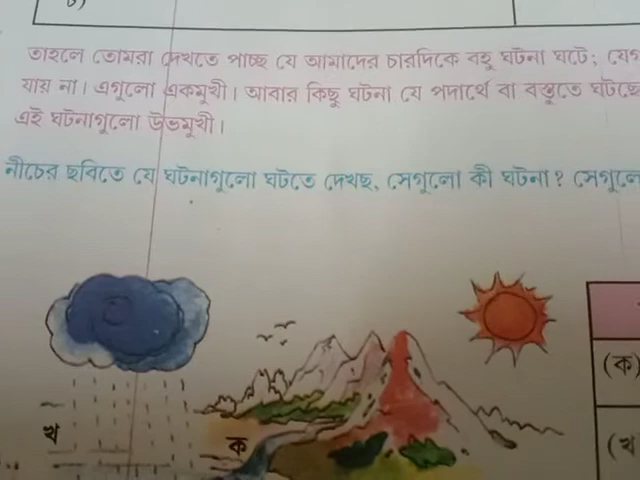 তাহলে তোমরা দেখতে পাচ্ছ যে আমাদের চারদিকে বহু ঘটনা ঘটে;
যায় না। এগুলো একমুখী। আবার কিছু ঘটনা যে পদার্থে বা বস্তুতে ঘটছে
এই ঘটনাগুলো উভমুখী।
নীচের ছবিতে যে ঘটনাগুলো ঘটতে দেখছ, সেগুলো কী ঘটনা?
(ক)
খ
ক
(খ